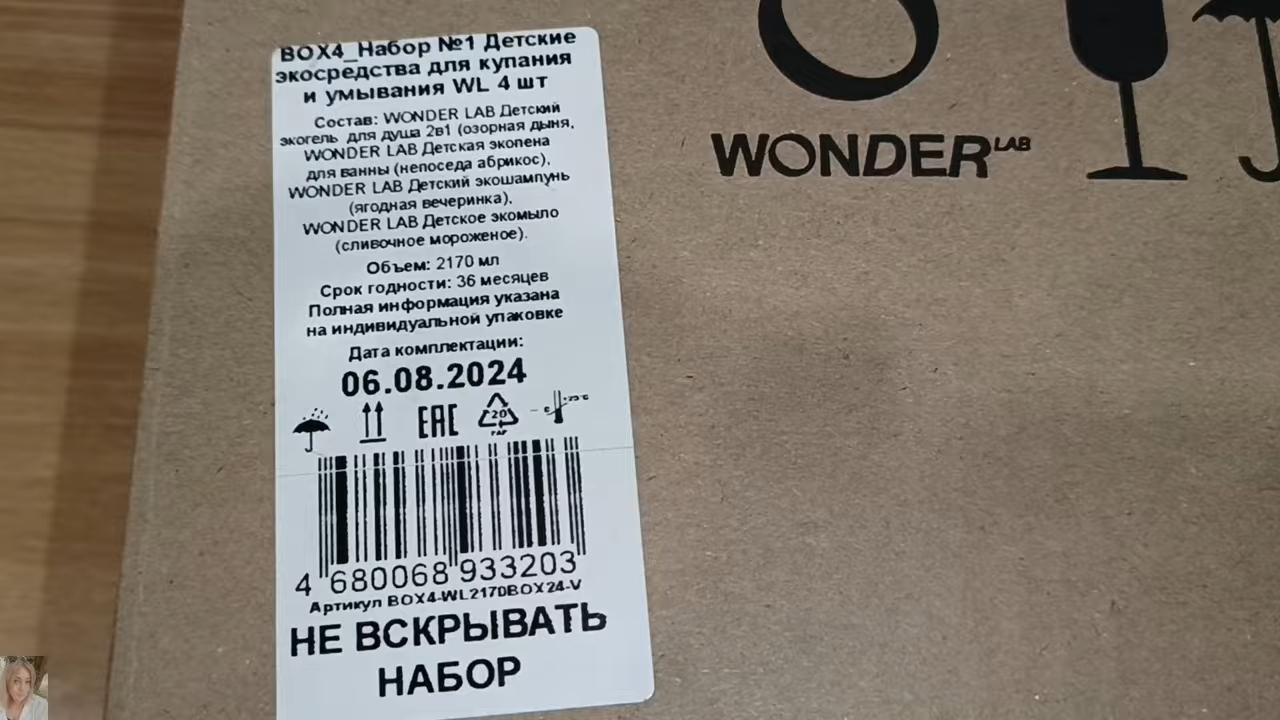 BOX4_Набор №1 Детские
экосредства для купания
и умывания WL 4 шт
Состав: WONDER LAB Детский
экогель для душа 2в1 (озорная дыня,
WONDER LAB Детская экопена
для ванны (непоседа абрикос),
WONDER LAB Детский экошампунь
(ягодная вечеринка),
WONDER LAB Детское экомыло
(сливочное мороженое).
Объем: 2170 мл
Срок годности: 36 месяцев
Полная информация указана
на индивидуальной упаковке
Дата комплектации:
06.08.2024
EAC
20
PAP
4 680068 933203
Артикул BOX4-WL2170BOX24-V
НЕ ВСКРЫВАТЬ
НАБОР
WONDER LAB